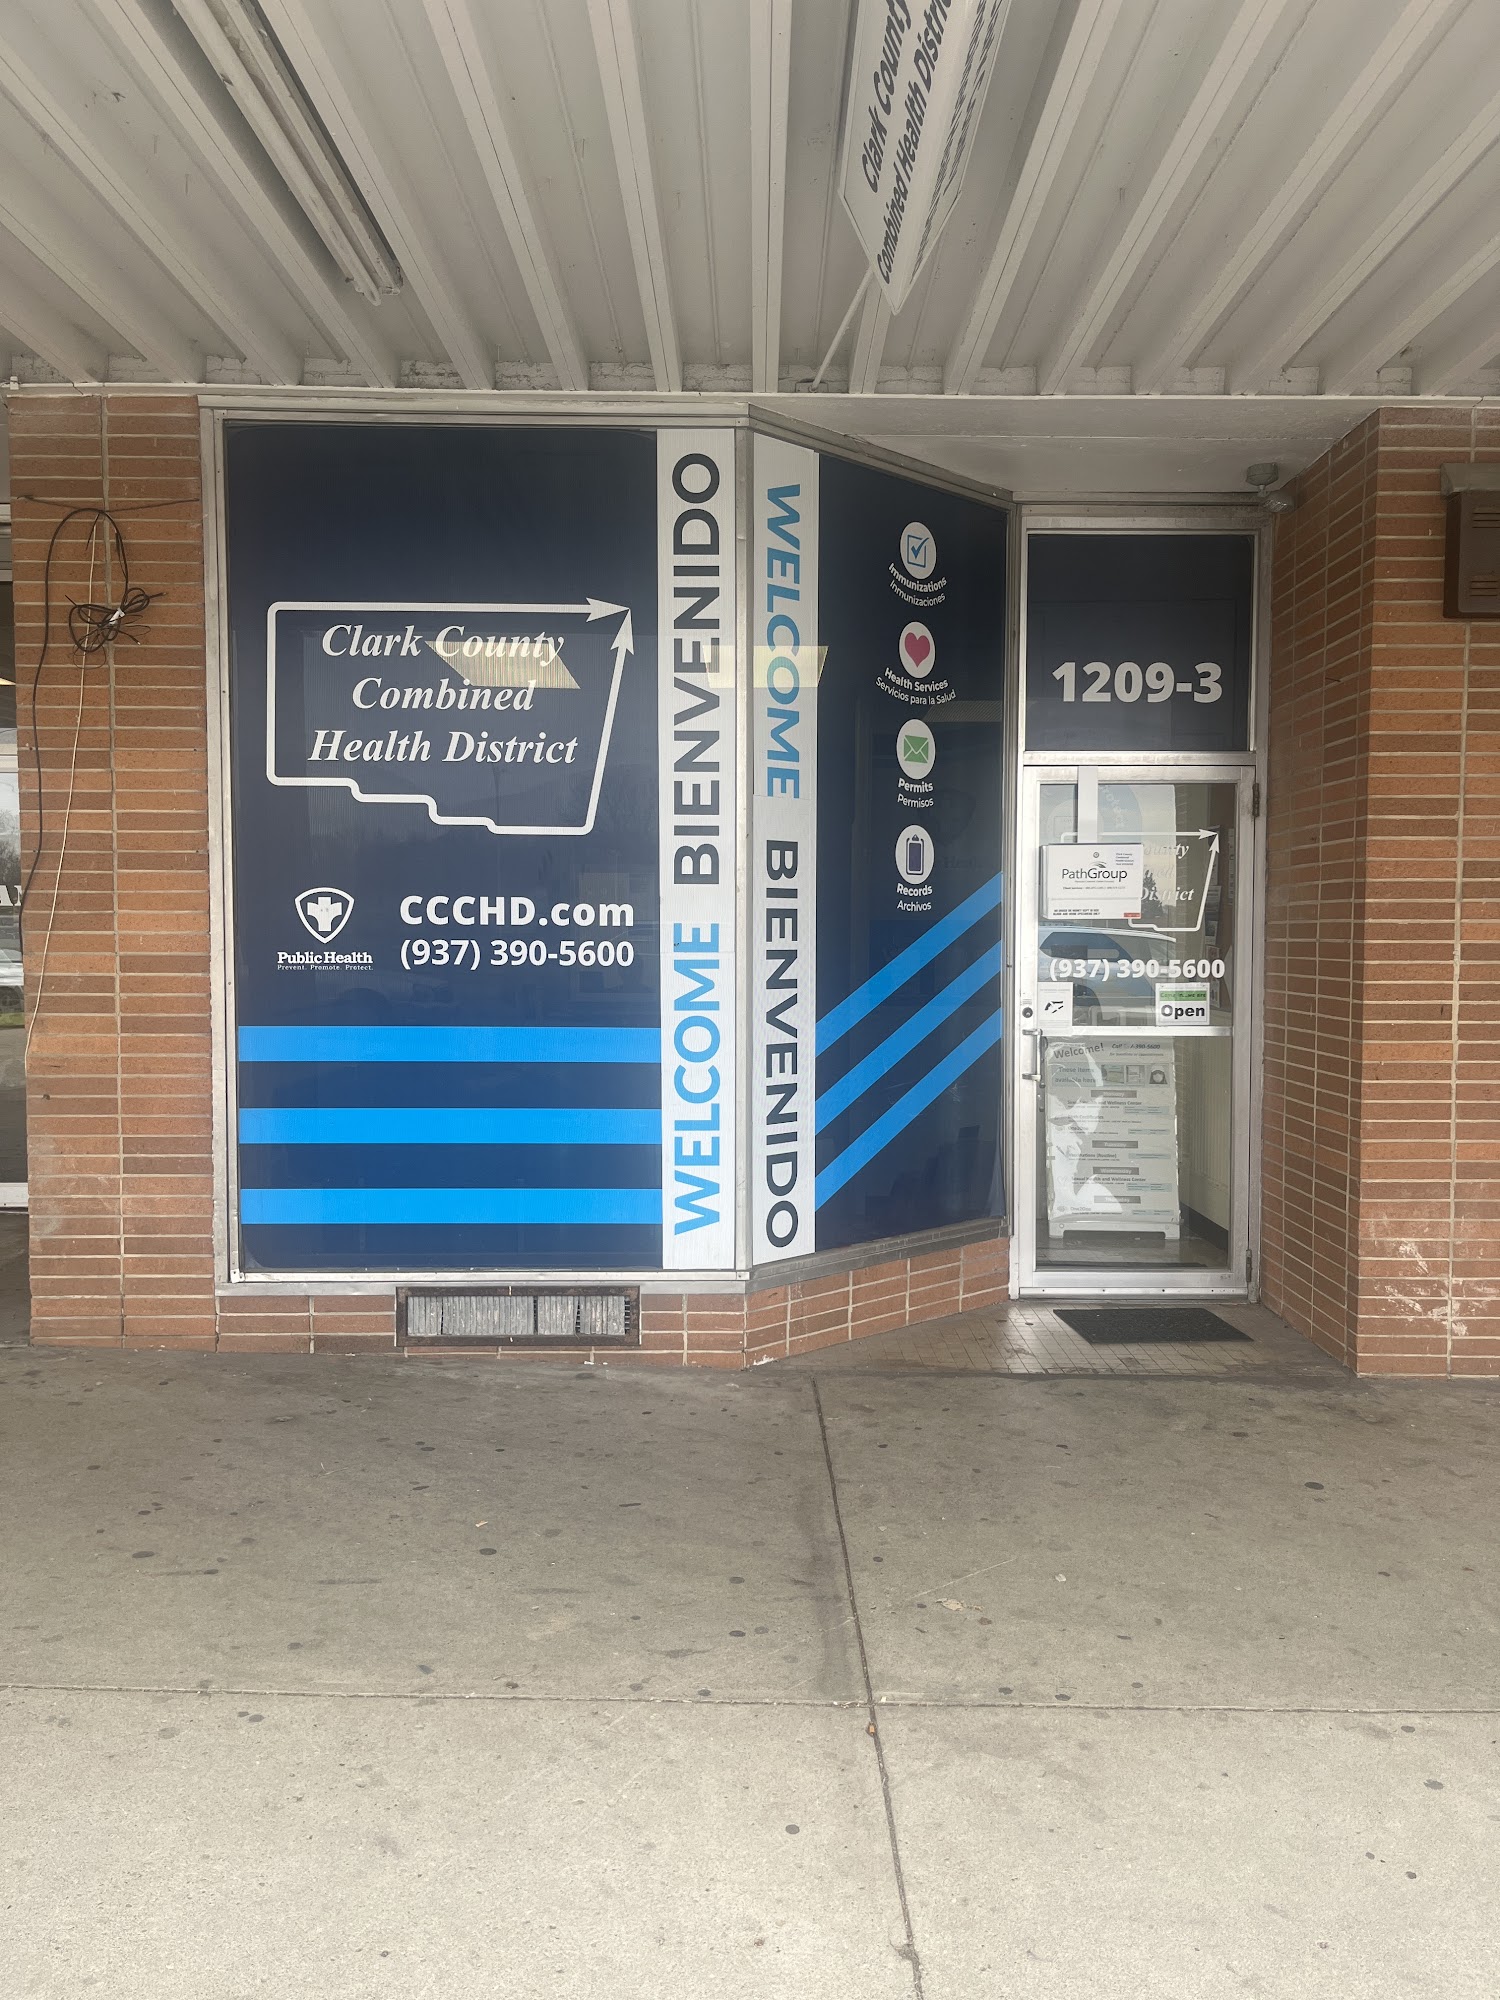 Clark County
Combined Health District
Clark County
Combined
Health District
PublicHealth
Prevent. Promote. Protect.
CCCHD.com
(937) 390-5600
WELCOME BIENVENIDO
WELCOME BIENVENIDO
Immunizations
Inmunizaciones
Health Services
Servicios para la Salud
Permits
Permisos
Records
Archivos
1209-3
PathGroup
District
(937) 390-5600
Open
Welcome!